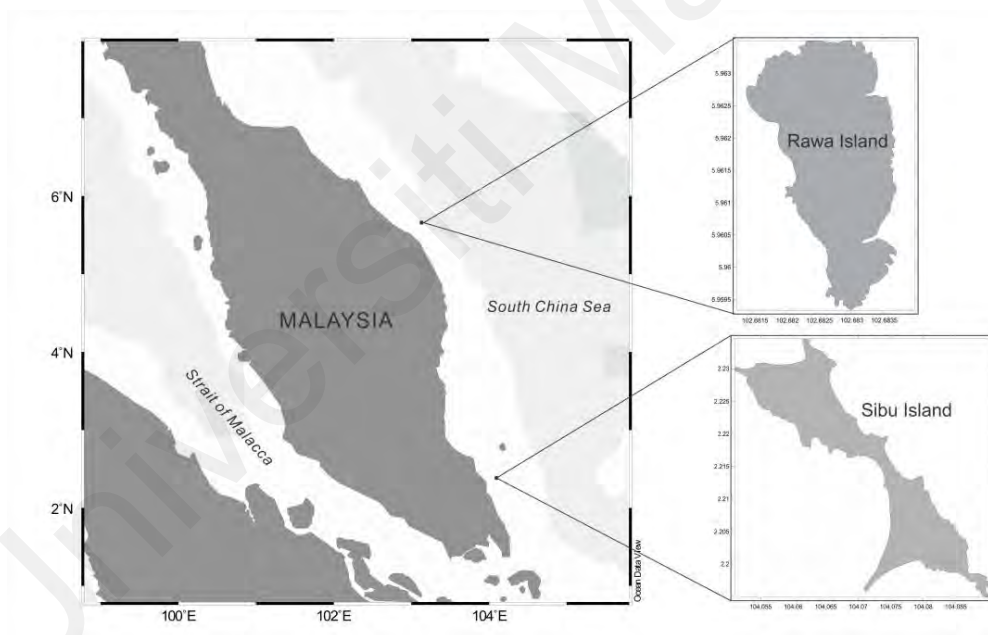 Universiti Ma
6°N
4°N
2°N
100°E
102°E
104°E
MALAYSIA
South China Sea
Strait of Malacca
Ocean Data View
Rawa Island
5.963
5.9625
5.962
5.9615
5.961
5.9605
5.96
5.9595
102.6815 102.682 102.6825 102.683 102.6835
Sibu Island
2.23
2.225
2.22
2.215
2.21
2.205
2.2
104.055 104.06 104.065 104.07 104.075 104.08 104.085